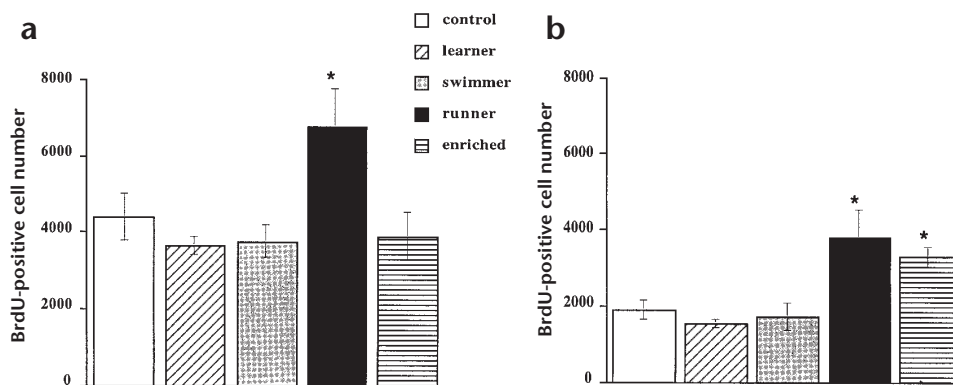 a
BrdU-positive cell number
8000
6000
4000
2000
0
*
control
learner
swimmer
runner
enriched
b
BrdU-positive cell number
8000
6000
4000
2000
0
*
*